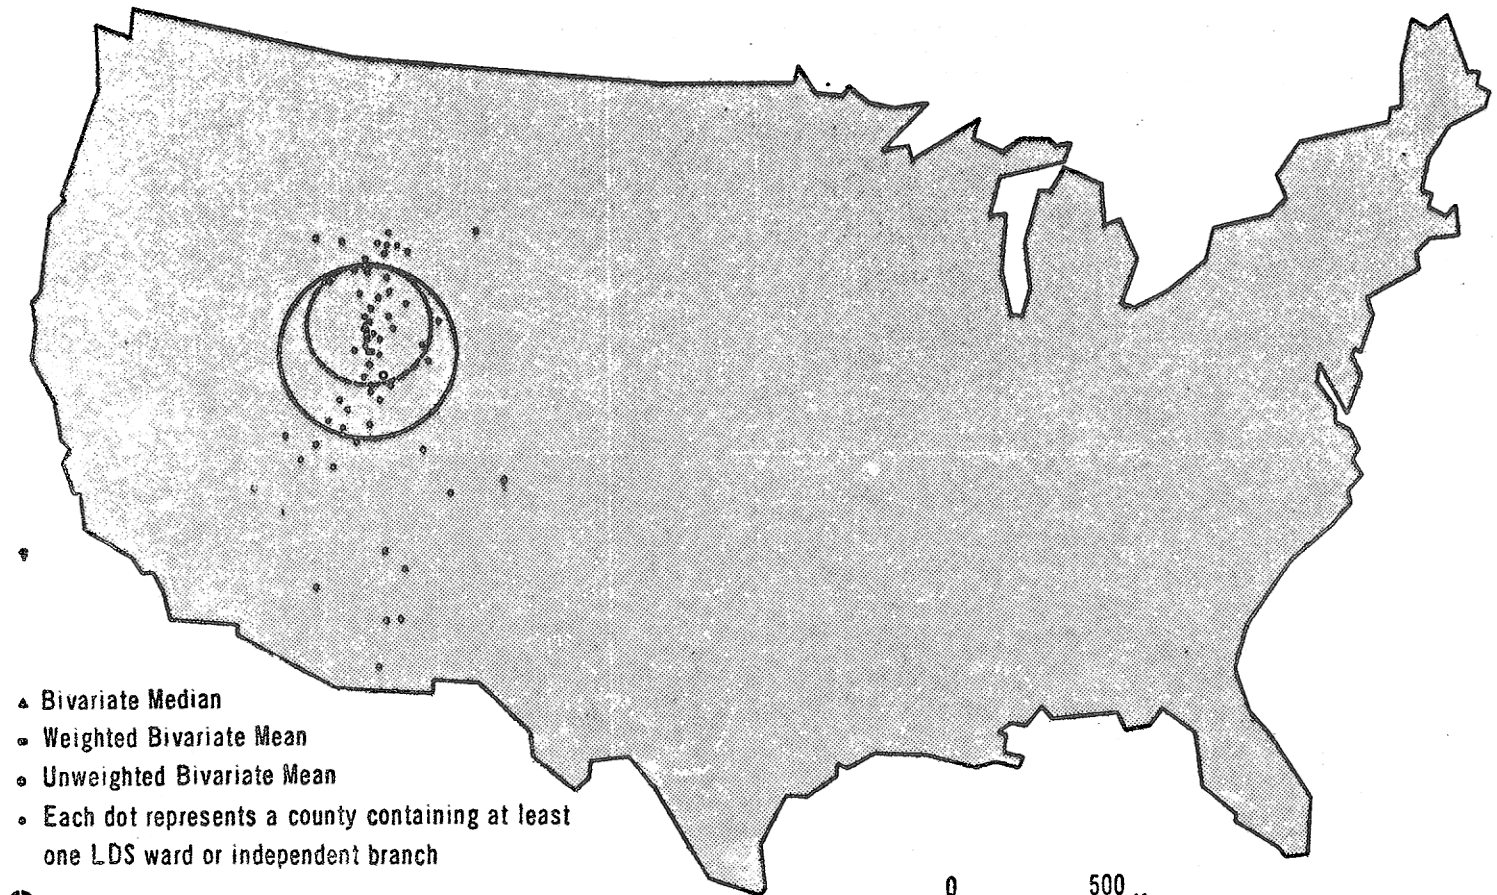 Bivariate Median
Weighted Bivariate Mean
Unweighted Bivariate Mean
Each dot represents a county containing at least
one LDS ward or independent branch
0 500